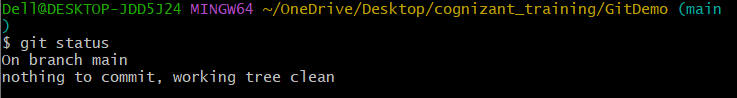 Dell@DESKTOP-JDD5J24 MINGW64 ~/OneDrive/Desktop/cognizant_training/GitDemo (main
)
$ git status
On branch main
nothing to commit, working tree clean